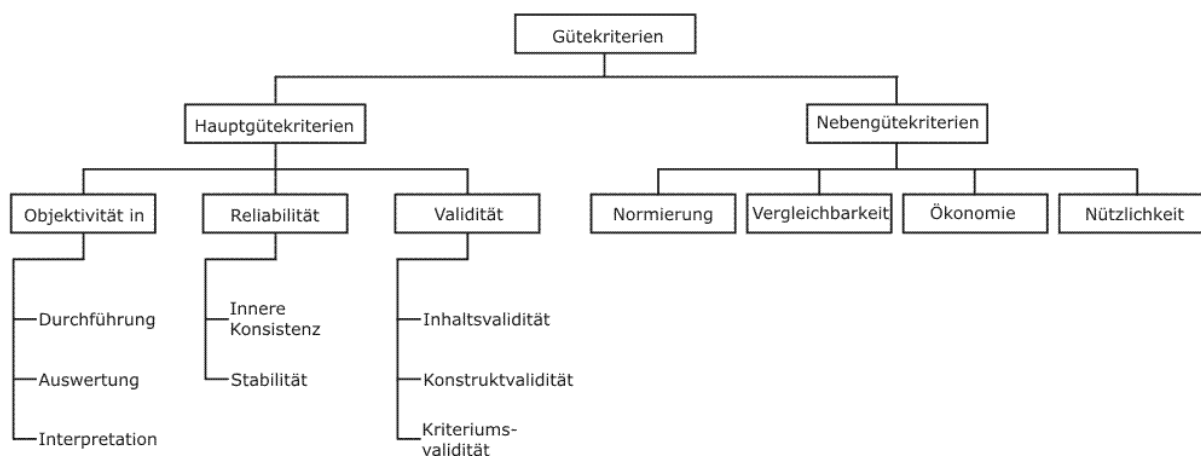 Gütekriterien
Hauptgütekriterien
Nebengütekriterien
Objektivität in
Reliabilität
Validität
Normierung
Vergleichbarkeit
Ökonomie
Nützlichkeit
Durchführung
Auswertung
Interpretation
Innere
Konsistenz
Stabilität
Inhaltsvalidität
Konstruktvalidität
Kriteriums-
validität